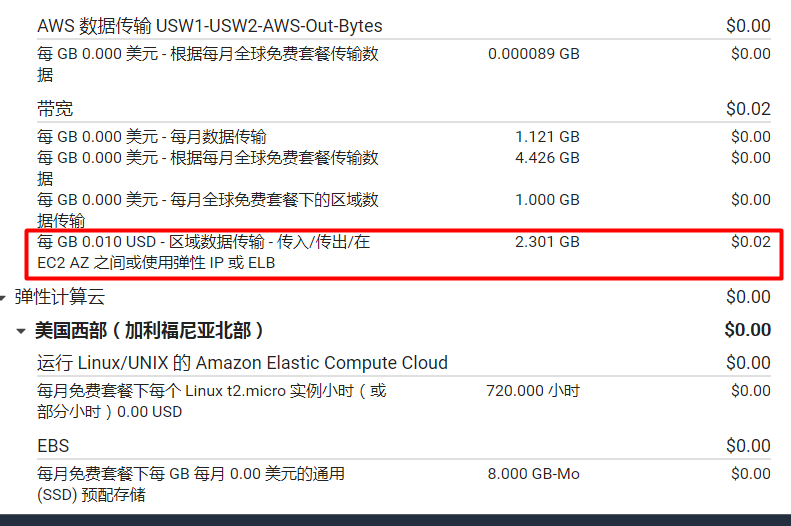 AWS 数据传输 USW1-USW2-AWS-Out-Bytes $0.00
每 GB 0.000 美元 - 根据每月全球免费套餐传输数 0.000089 GB $0.00
据
带宽 $0.02
每 GB 0.000 美元 - 每月数据传输 1.121 GB $0.00
每 GB 0.000 美元 - 根据每月全球免费套餐传输数 4.426 GB $0.00
据
每 GB 0.000 美元 - 每月全球免费套餐下的区域数 1.000 GB $0.00
据传输
每 GB 0.010 USD - 区域数据传输 - 传入/传出/在 2.301 GB $0.02
EC2 AZ 之间或使用弹性 IP 或 ELB
弹性计算云 $0.00
美国西部（加利福尼亚北部） $0.00
运行 Linux/UNIX 的 Amazon Elastic Compute Cloud $0.00
每月免费套餐下每个 Linux t2.micro 实例小时（或 720.000 小时 $0.00
部分小时）0.00 USD
EBS $0.00
每月免费套餐下每 GB 每月 0.00 美元的通用 8.000 GB-Mo $0.00
(SSD) 预配存储